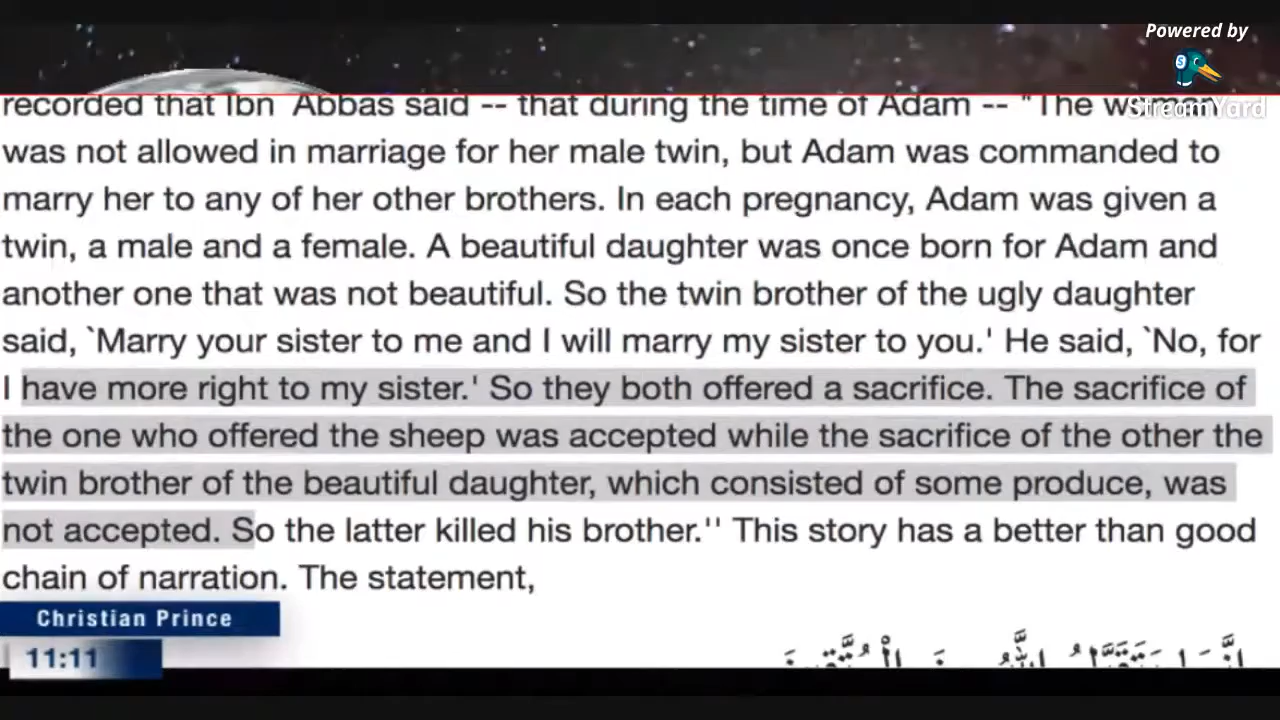 Powered by
StreamYard
recorded that Ibn `Abbas said -- that during the time of Adam -- "The woman
was not allowed in marriage for her male twin, but Adam was commanded to
marry her to any of her other brothers. In each pregnancy, Adam was given a
twin, a male and a female. A beautiful daughter was once born for Adam and
another one that was not beautiful. So the twin brother of the ugly daughter
said, `Marry your sister to me and I will marry my sister to you.' He said, `No, for
I have more right to my sister.' So they both offered a sacrifice. The sacrifice of
the one who offered the sheep was accepted while the sacrifice of the other the
twin brother of the beautiful daughter, which consisted of some produce, was
not accepted. So the latter killed his brother.'' This story has a better than good
chain of narration. The statement,
Christian Prince
11:11